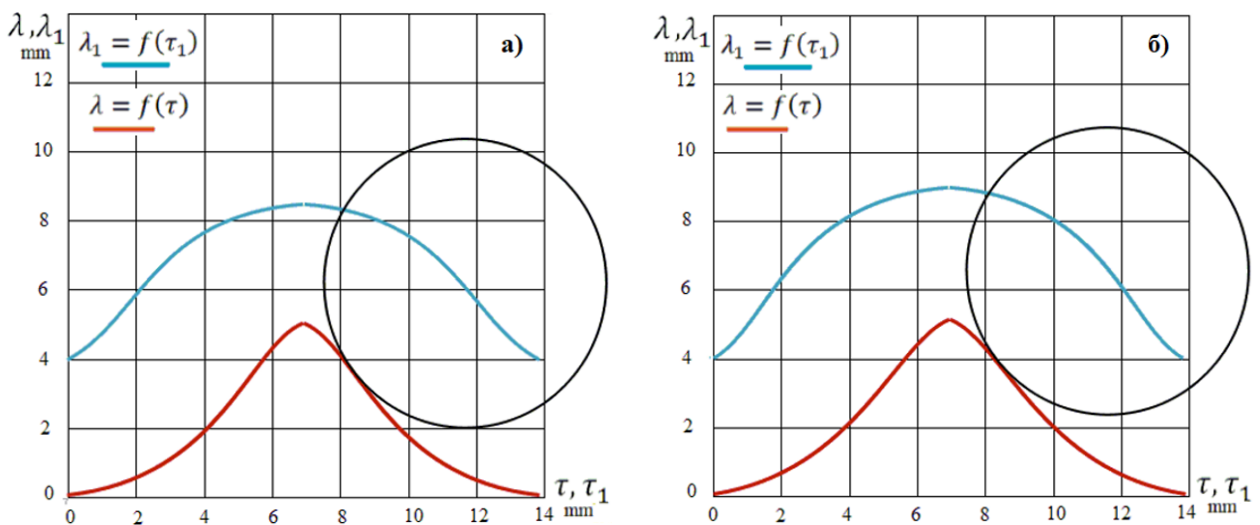 λ, λ₁
mm
λ₁ = f(τ₁)
λ = f(τ)
а)
12
10
8
6
4
2
0
0 2 4 6 8 10 12 14
τ, τ₁
mm
λ, λ₁
mm
λ₁ = f(τ₁)
λ = f(τ)
б)
12
10
8
6
4
2
0
0 2 4 6 8 10 12 14
τ, τ₁
mm